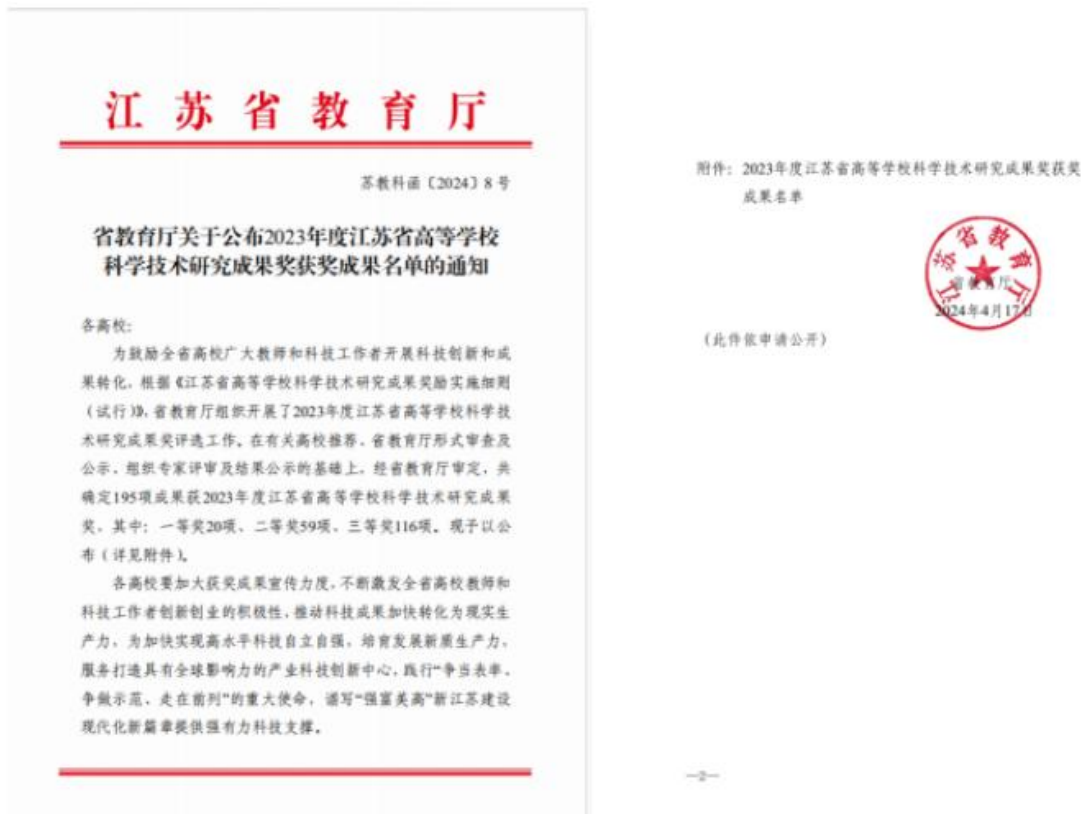 江苏省教育厅
苏教科函〔2024〕8号
省教育厅关于公布2023年度江苏省高等学校
科学技术研究成果奖获奖成果名单的通知
各高校：
为鼓励全省高校广大教师和科技工作者开展科技创新和成
果转化，根据《江苏省高等学校科学技术研究成果奖励实施细则
（试行）》，省教育厅组织开展了2023年度江苏省高等学校科学技
术研究成果奖评选工作。在有关高校推荐、省教育厅形式审查及
公示、组织专家评审及结果公示的基础上，经省教育厅审定，共
确定195项成果获2023年度江苏省高等学校科学技术研究成果
奖，其中：一等奖20项、二等奖59项、三等奖116项。现予以公
布（详见附件）。
各高校要加大获奖成果宣传力度，不断激发全省高校教师和
科技工作者创新创业的积极性，推动科技成果加快转化为现实生
产力，为加快实现高水平科技自立自强，培育发展新质生产力，
服务打造具有全球影响力的产业科技创新中心，践行“争当表率、
争做示范、走在前列”的重大使命，谱写“强富美高”新江苏建设
现代化新篇章提供强有力科技支撑。
附件：2023年度江苏省高等学校科学技术研究成果奖获奖
成果名单
江苏省教育厅
省教育厅
2024年4月17日
（此件依申请公开）
—2—